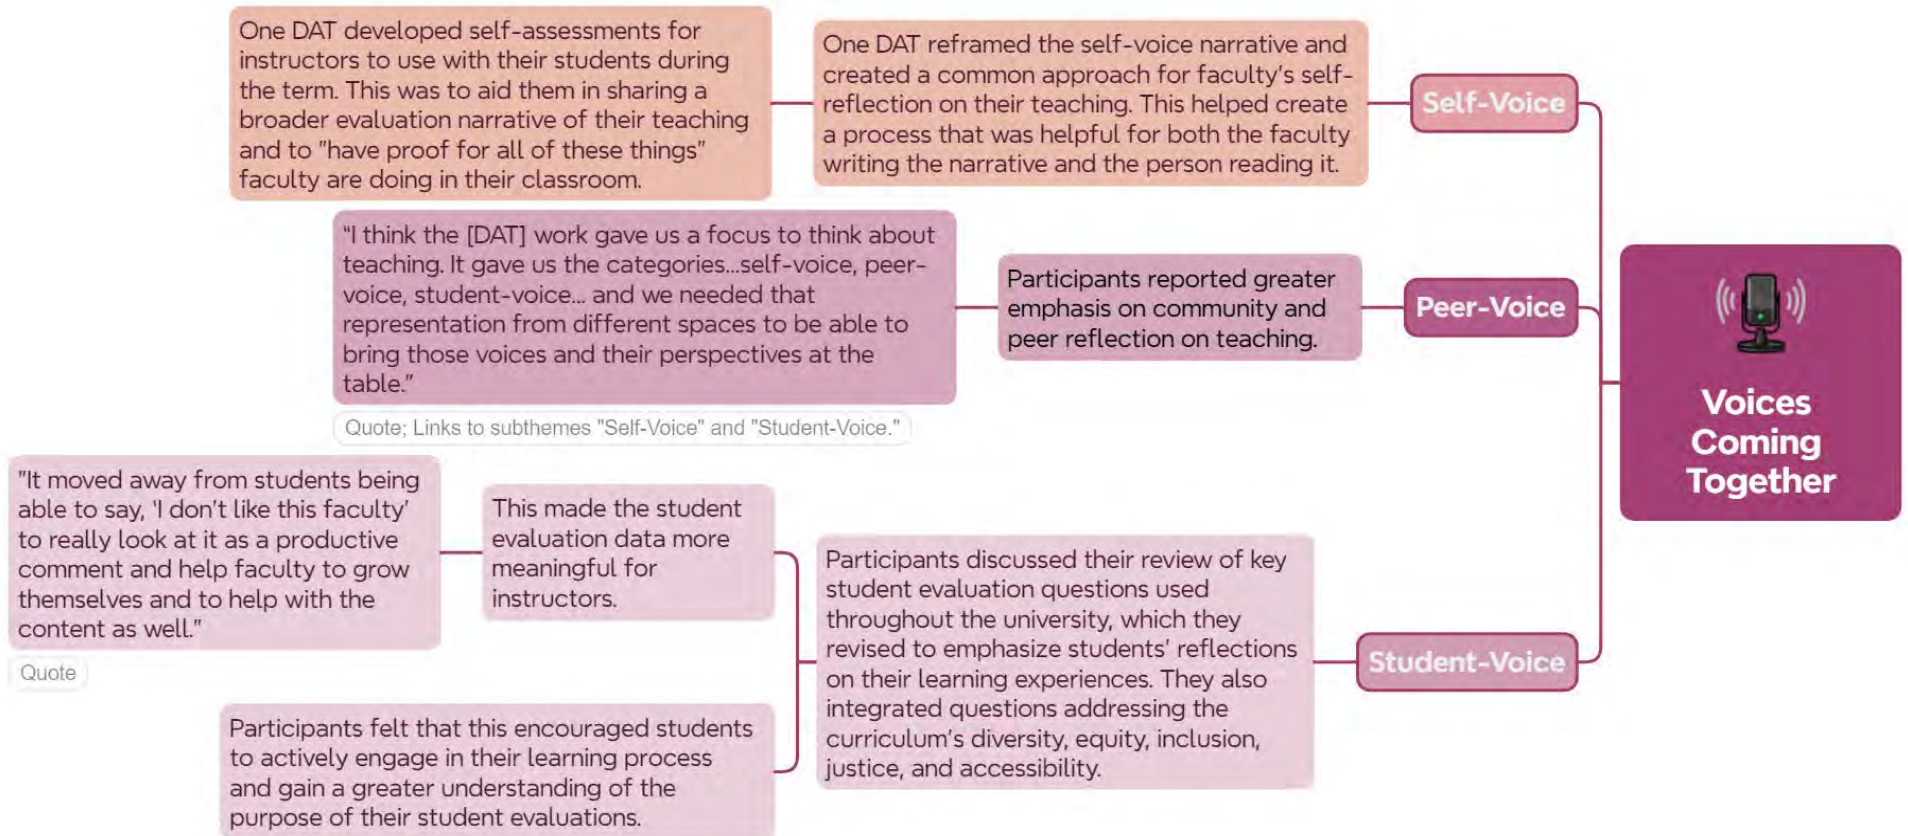 One DAT developed self-assessments for
instructors to use with their students during
the term. This was to aid them in sharing a
broader evaluation narrative of their teaching
and to "have proof for all of these things"
faculty are doing in their classroom.
One DAT reframed the self-voice narrative and
created a common approach for faculty's self-
reflection on their teaching. This helped create
a process that was helpful for both the faculty
writing the narrative and the person reading it.
Self-Voice
"I think the [DAT] work gave us a focus to think about
teaching. It gave us the categories...self-voice, peer-
voice, student-voice... and we needed that
representation from different spaces to be able to
bring those voices and their perspectives at the
table."
Quote; Links to subthemes "Self-Voice" and "Student-Voice."
Participants reported greater
emphasis on community and
peer reflection on teaching.
Peer-Voice
Voices
Coming
Together
"It moved away from students being
able to say, 'I don't like this faculty'
to really look at it as a productive
comment and help faculty to grow
themselves and to help with the
content as well."
Quote
This made the student
evaluation data more
meaningful for
instructors.
Participants felt that this encouraged students
to actively engage in their learning process
and gain a greater understanding of the
purpose of their student evaluations.
Participants discussed their review of key
student evaluation questions used
throughout the university, which they
revised to emphasize students' reflections
on their learning experiences. They also
integrated questions addressing the
curriculum's diversity, equity, inclusion,
justice, and accessibility.
Student-Voice